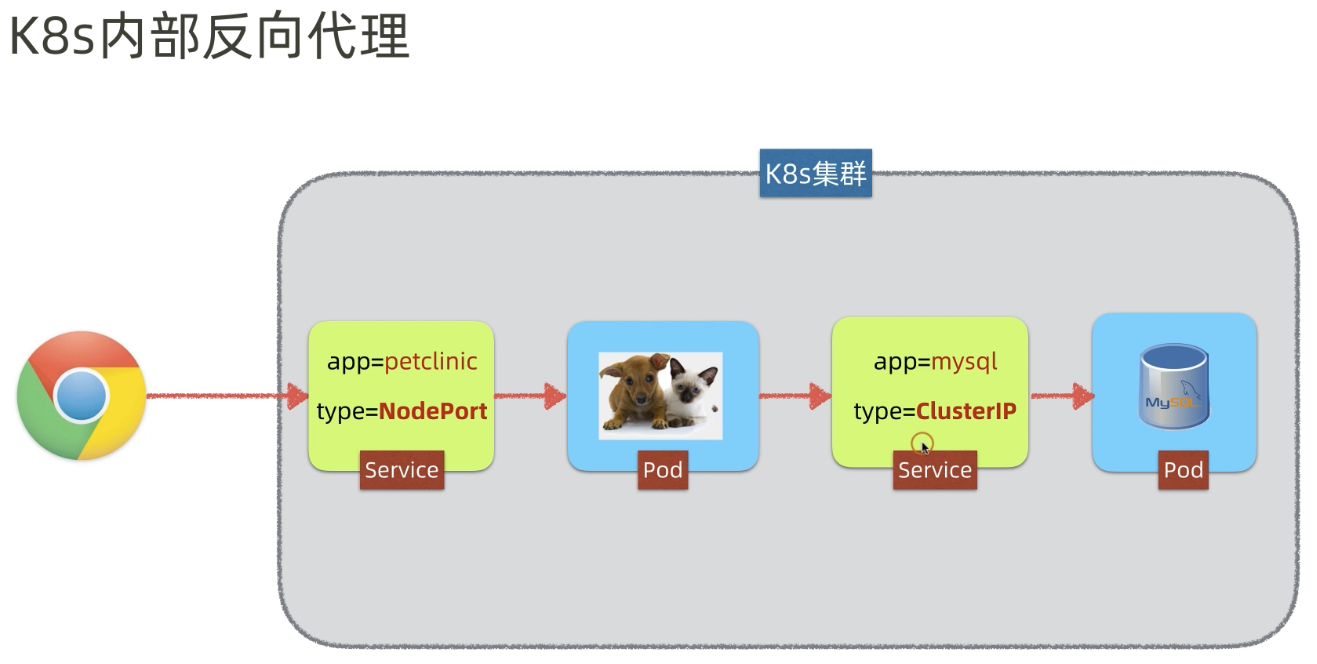 K8s内部反向代理
K8s集群
app=petclinic
type=NodePort
Service
Pod
app=mysql
type=ClusterIP
Service
MySQL
Pod